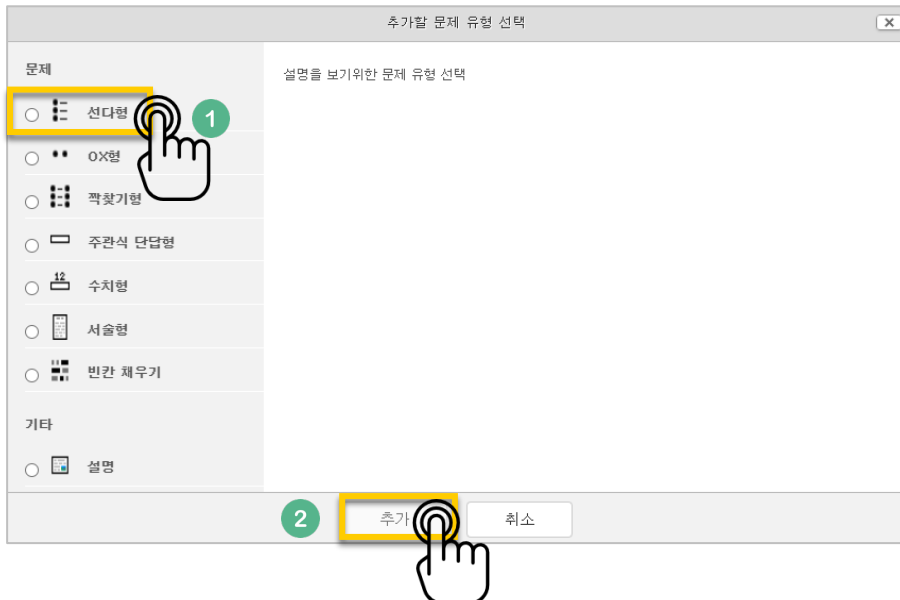 추가할 문제 유형 선택
문제
설명을 보기위한 문제 유형 선택
선다형
1
OX형
짝찾기형
주관식 단답형
12
수치형
서술형
빈칸 채우기
기타
설명
2
추가
취소